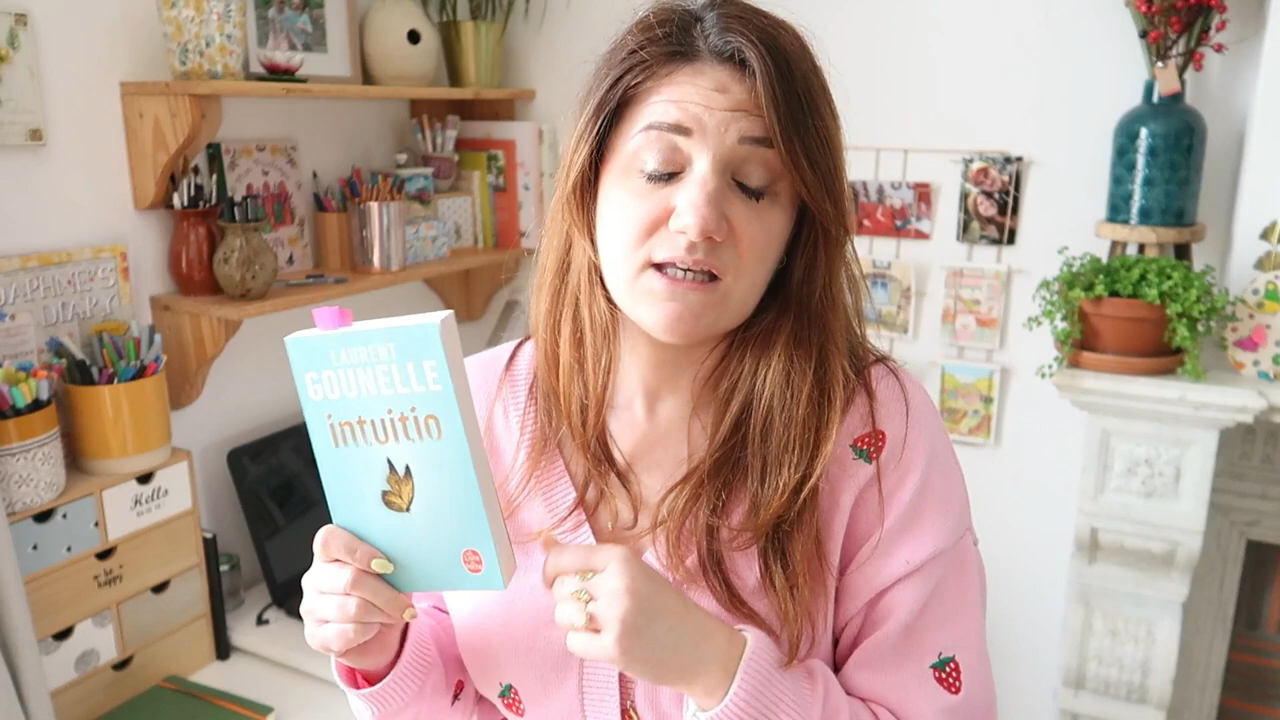 DAPHNE'S
DIARY
Hello
be
happy
LAURENT
GOUNELLE
intuitio